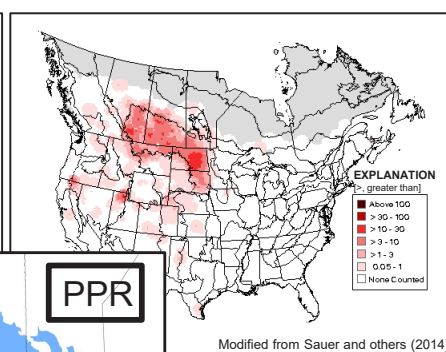 EXPLANATION
[>, greater than]
Above 100
> 30 - 100
> 10 - 30
> 3 - 10
> 1 - 3
0.05 - 1
None Counted
PPR
Modified from Sauer and others (2014)